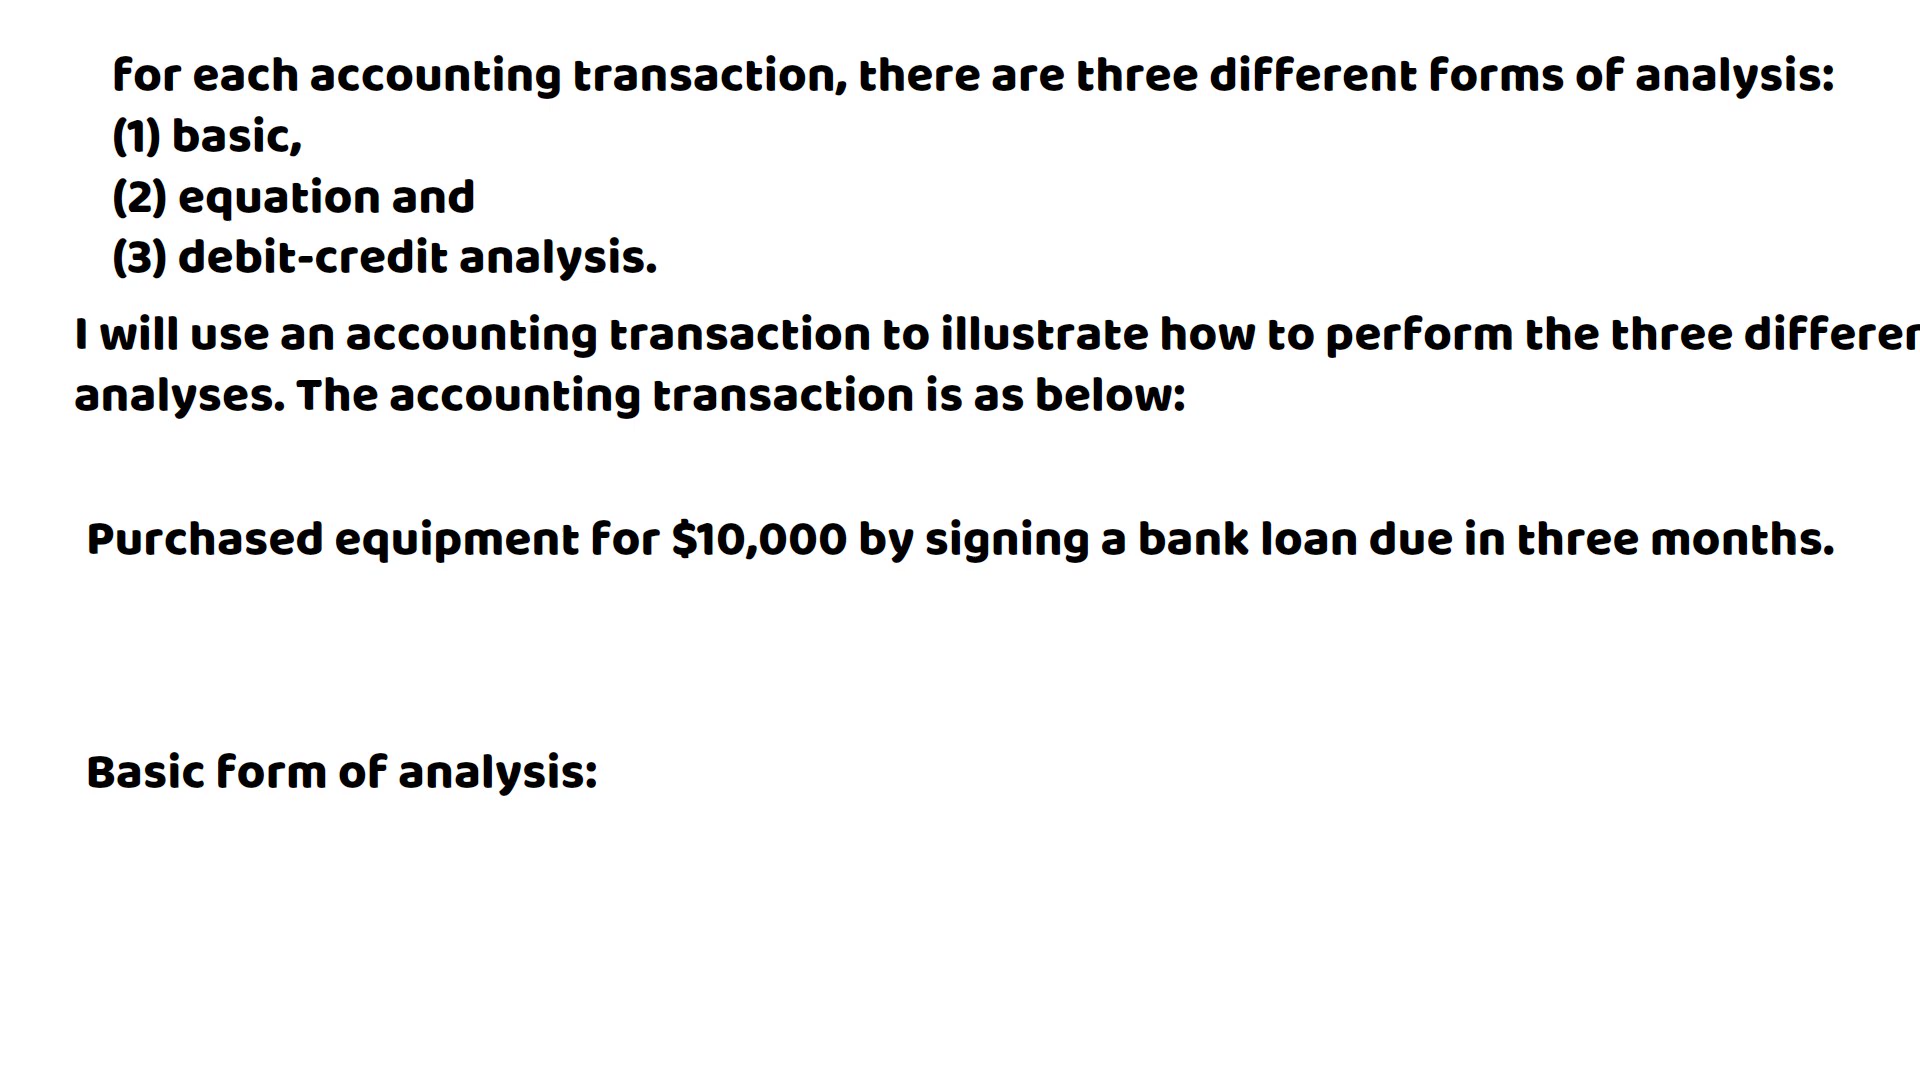 for each accounting transaction, there are three different forms of analysis:
(1) basic,
(2) equation and
(3) debit-credit analysis.
I will use an accounting transaction to illustrate how to perform the three
analyses. The accounting transaction is as below:
Purchased equipment for $10,000 by signing a bank loan due in three months.
Basic form of analysis: